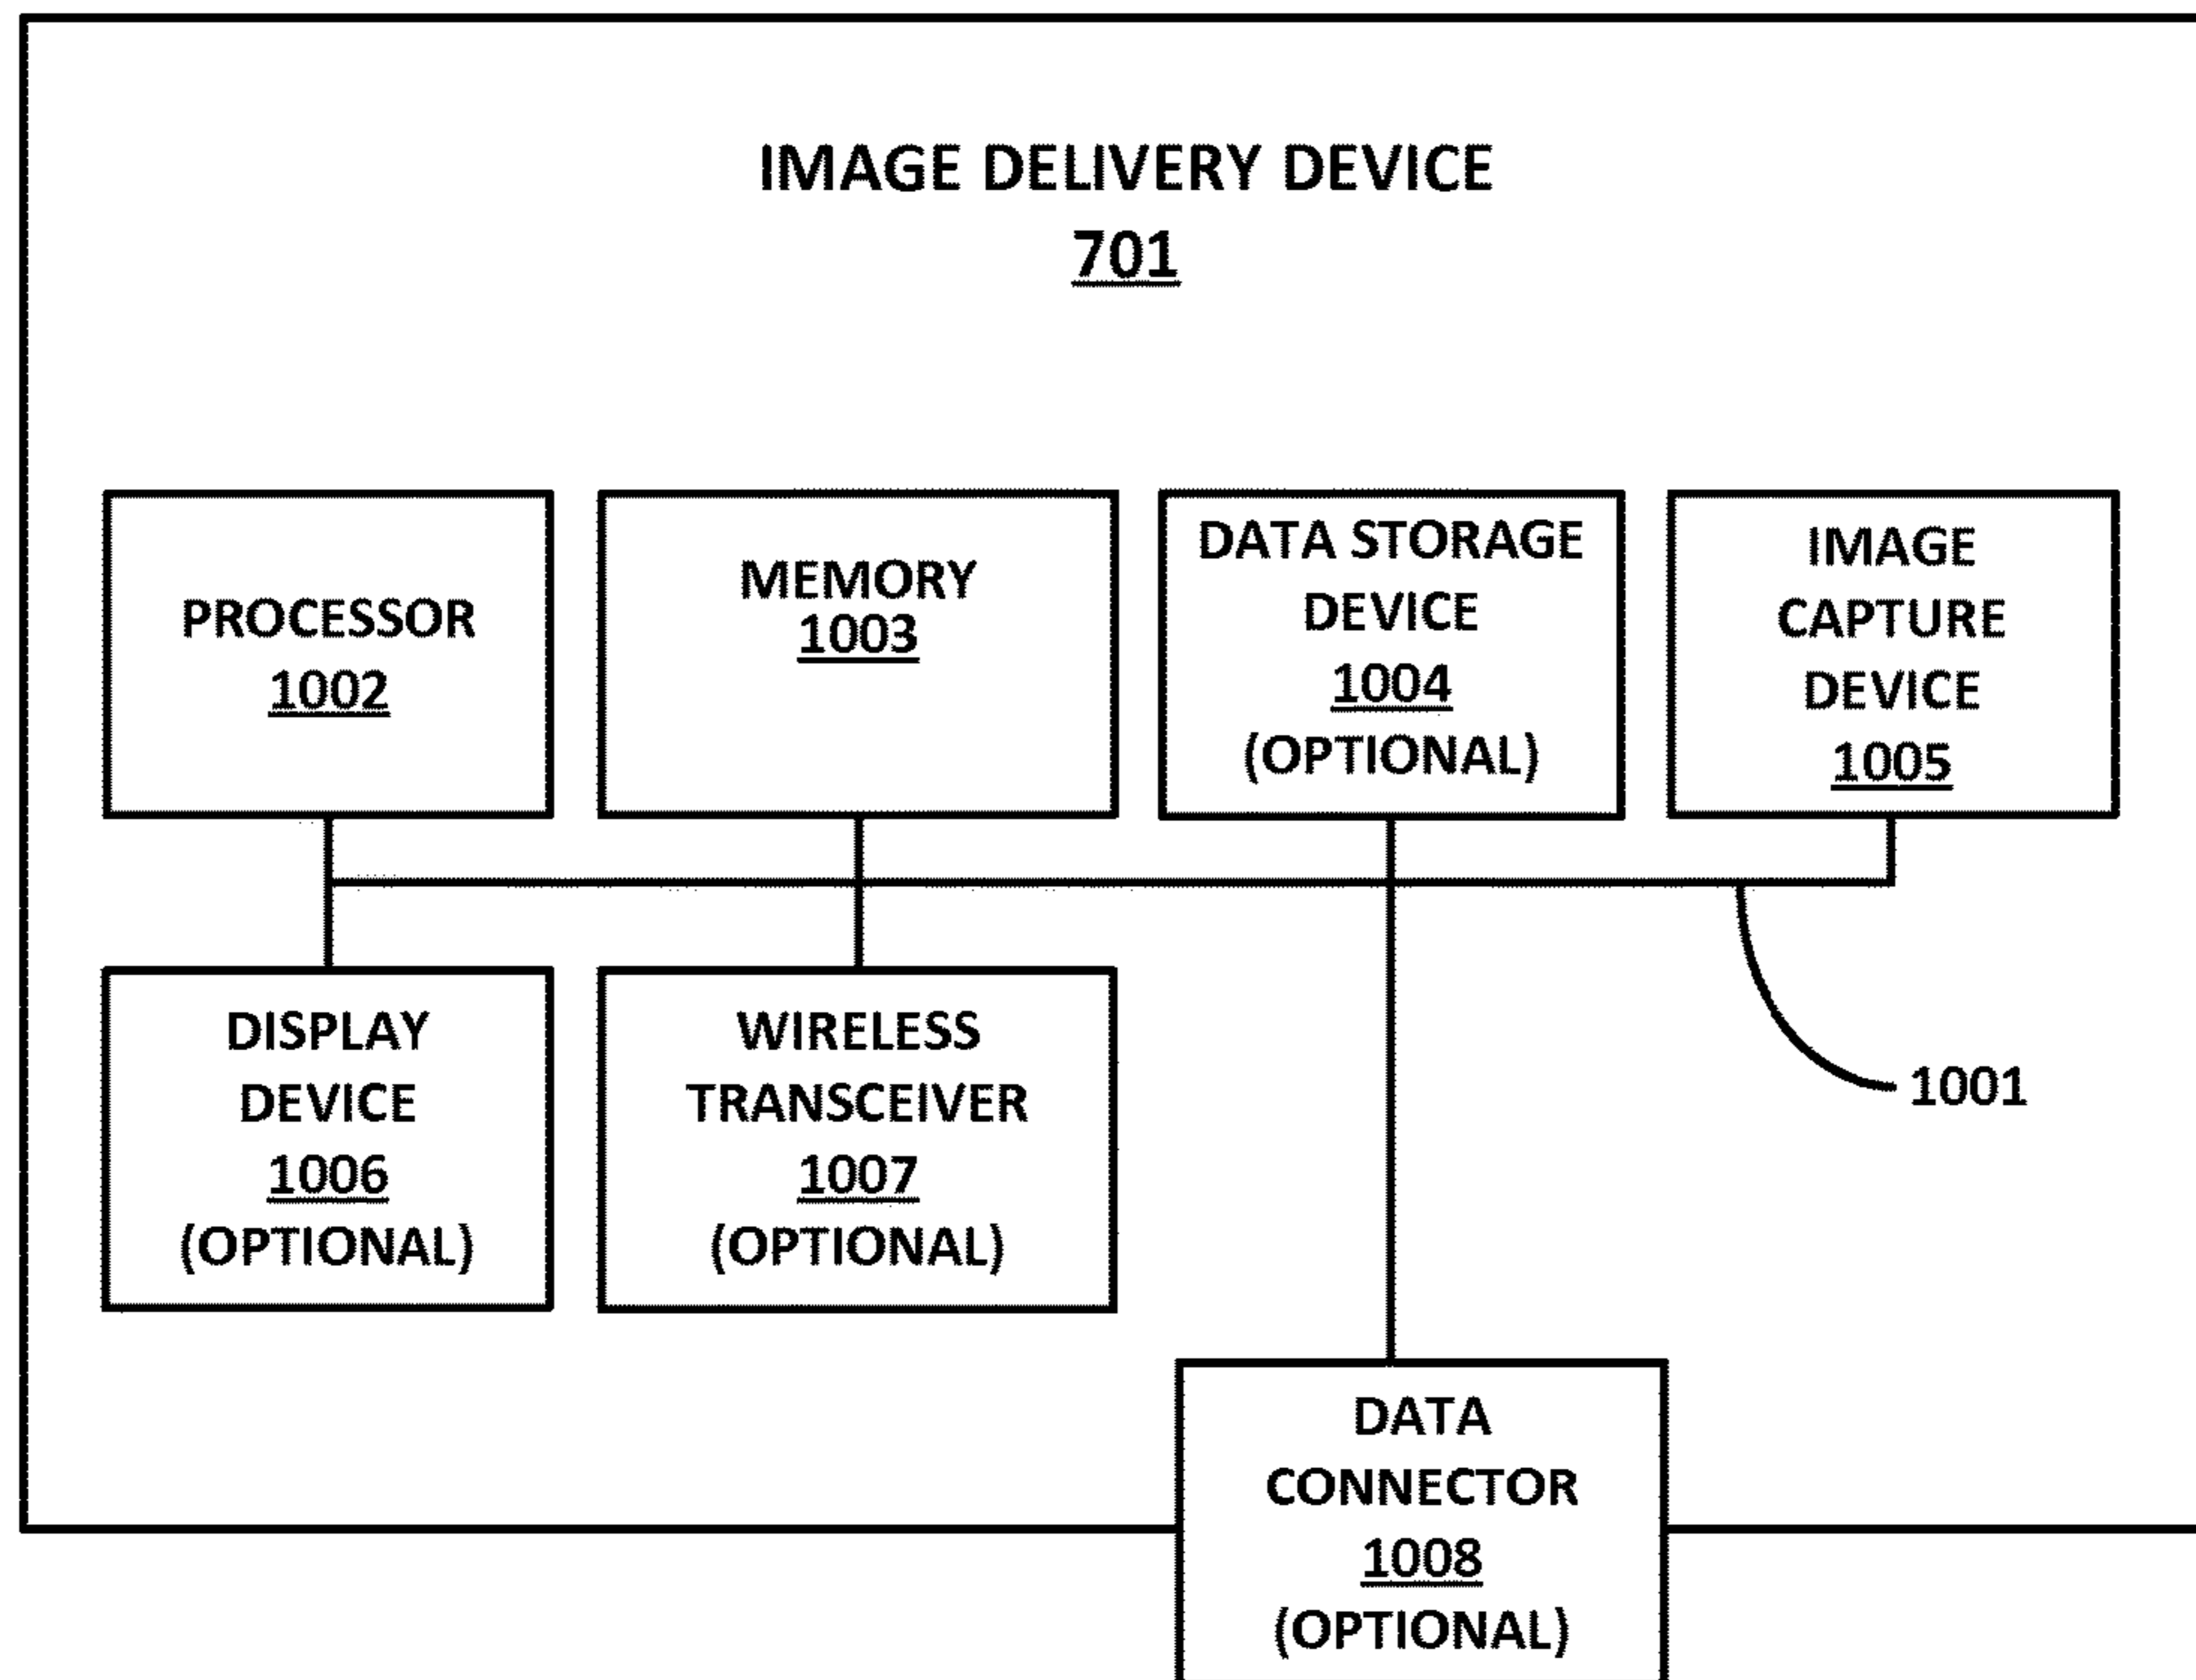 IMAGE DELIVERY DEVICE
701
PROCESSOR
1002
MEMORY
1003
DATA STORAGE
DEVICE
1004
(OPTIONAL)
IMAGE
CAPTURE
DEVICE
1005
DISPLAY
DEVICE
1006
(OPTIONAL)
WIRELESS
TRANSCEIVER
1007
(OPTIONAL)
1001
DATA
CONNECTOR
1008
(OPTIONAL)